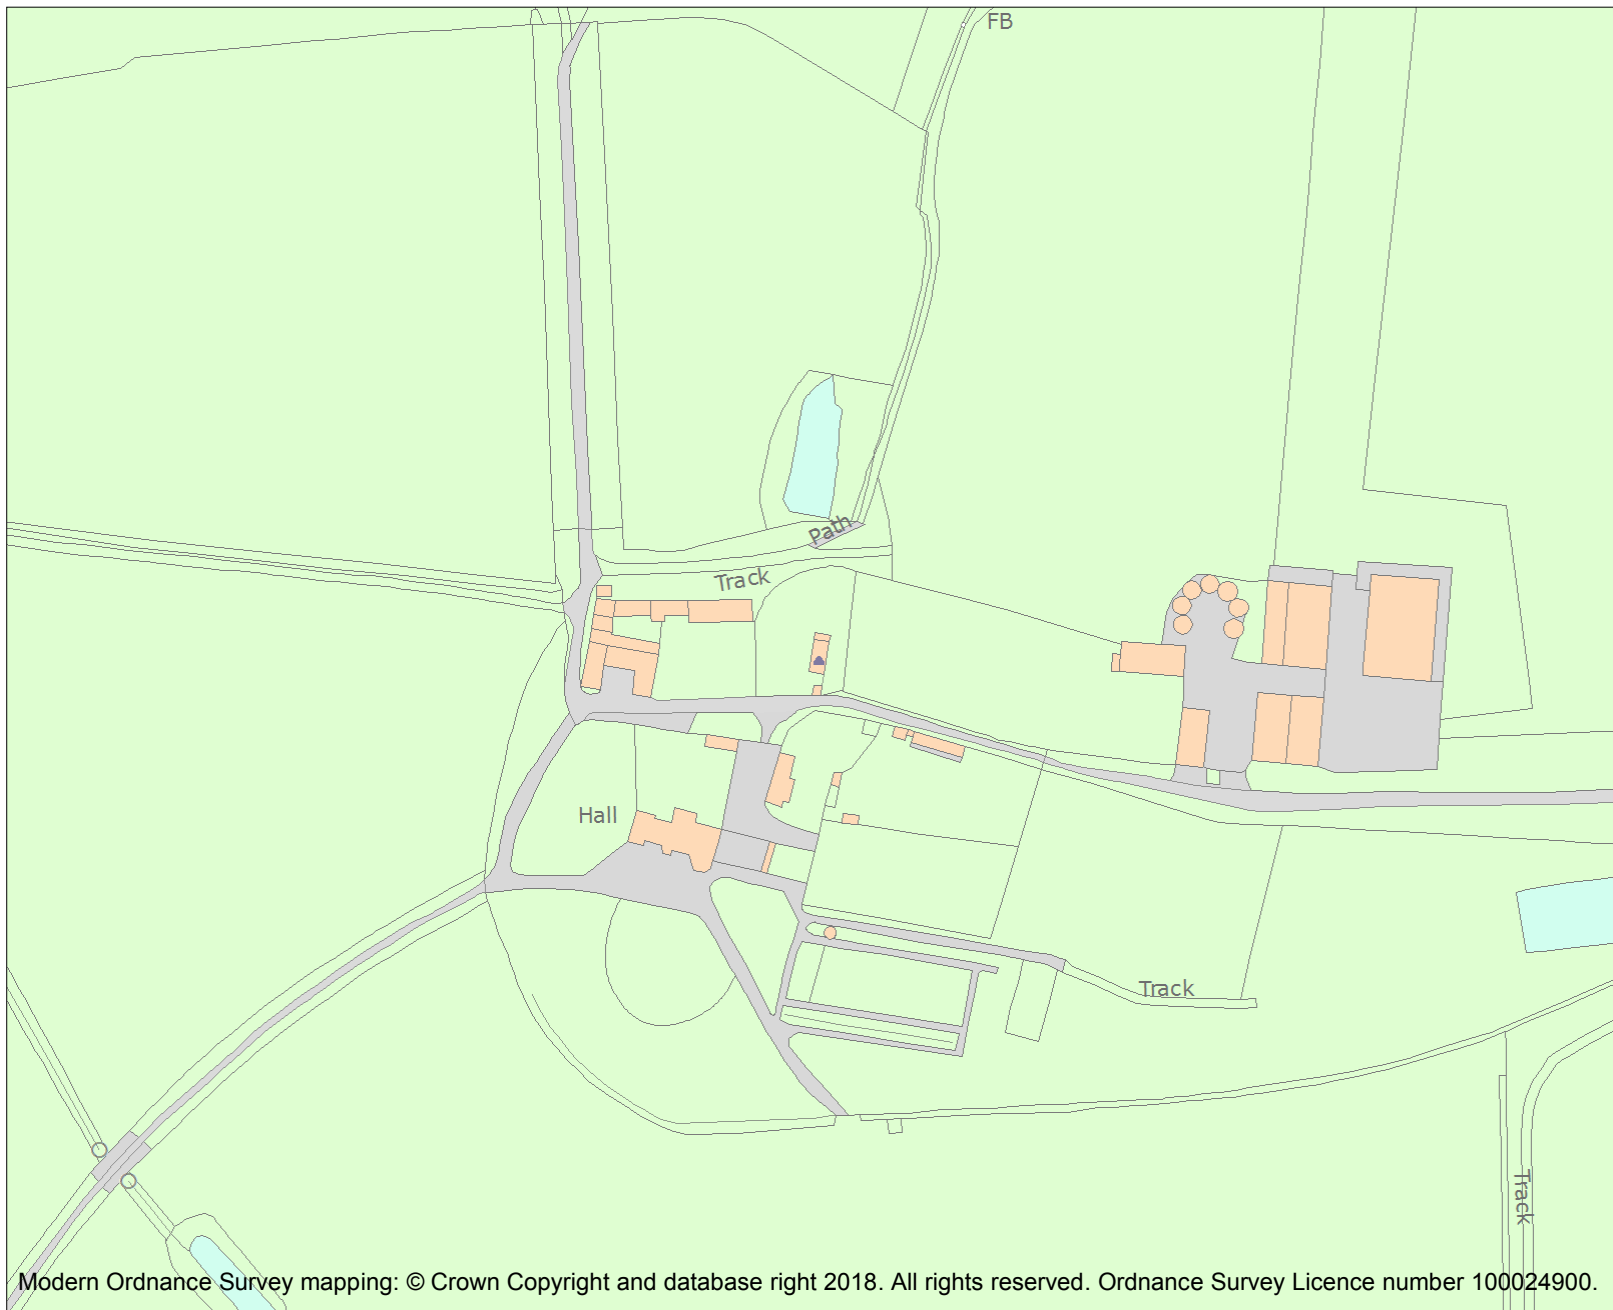 FB
Path
Track
Hall
Track
Track
Modern Ordnance Survey mapping: © Crown Copyright and database right 2018. All rights reserved. Ordnance Survey Licence number 100024900.